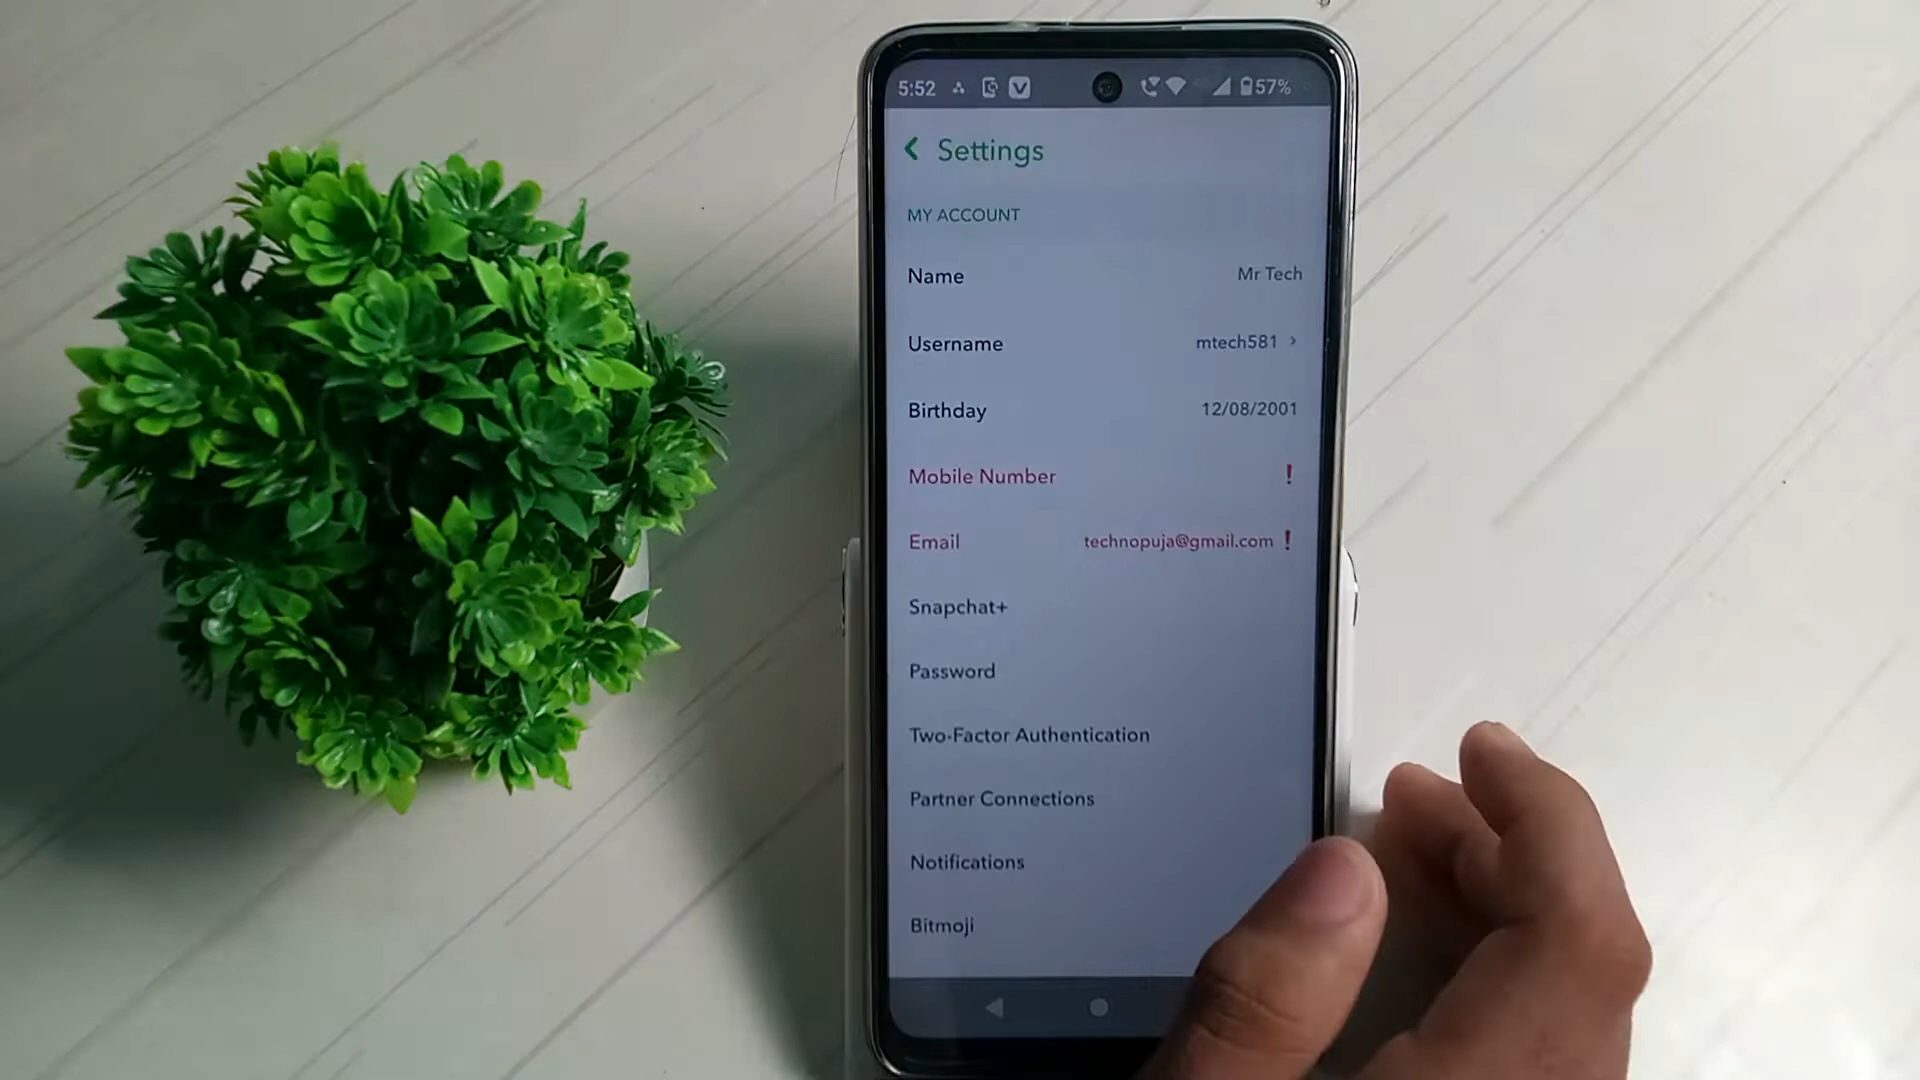 5:52 57%
Settings
MY ACCOUNT
Name Mr Tech
Username mtech581 >
Birthday 12/08/2001
Mobile Number !
Email technopuja@gmail.com !
Snapchat+
Password
Two-Factor Authentication
Partner Connections
Notifications
Bitmoji